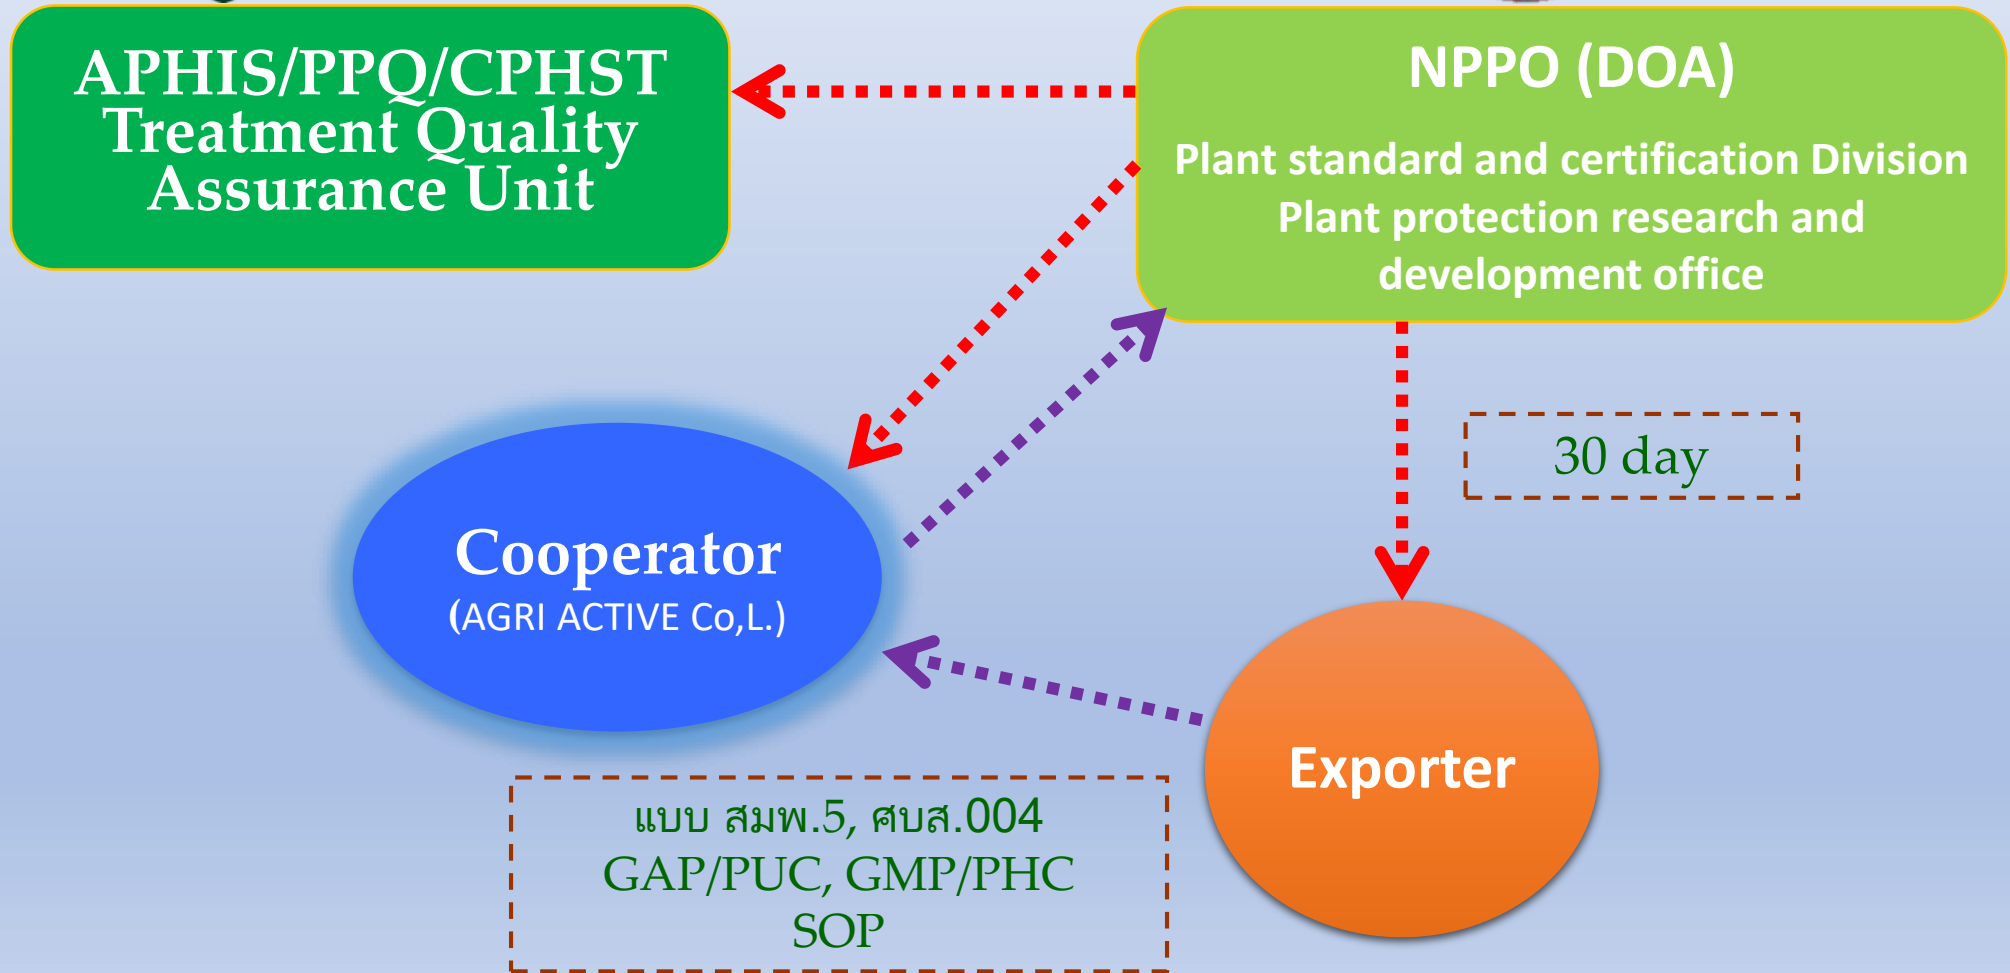 APHIS/PPQ/CPHST
Treatment Quality
Assurance Unit
NPPO (DOA)
Plant standard and certification Division
Plant protection research and
development office
30 day
Cooperator
(AGRI ACTIVE Co,L.)
Exporter
แบบ สมพ.5, ศบส.004
GAP/PUC, GMP/PHC
SOP